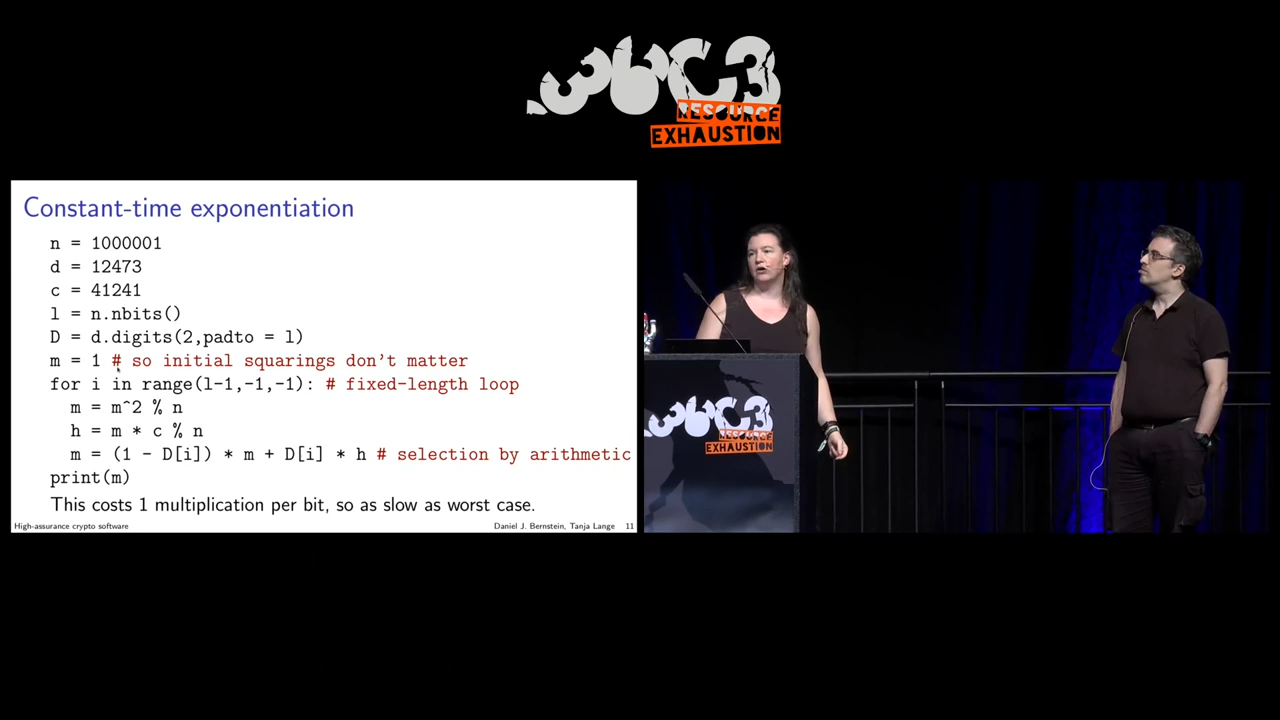 36C3
RESOURCE
EXHAUSTION
Constant-time exponentiation
n = 1000001
d = 12473
c = 41241
l = n.nbits()
D = d.digits(2,padto = l)
m = 1 # so initial squarings don't matter
for i in range(l-1,-1,-1): # fixed-length loop
m = m^2 % n
h = m * c % n
m = (1 - D[i]) * m + D[i] * h # selection by arithmetic
print(m)
This costs 1 multiplication per bit, so as slow as worst case.
High-assurance crypto software
Daniel J. Bernstein, Tanja Lange 11
36C3
RESOURCE
EXHAUSTION